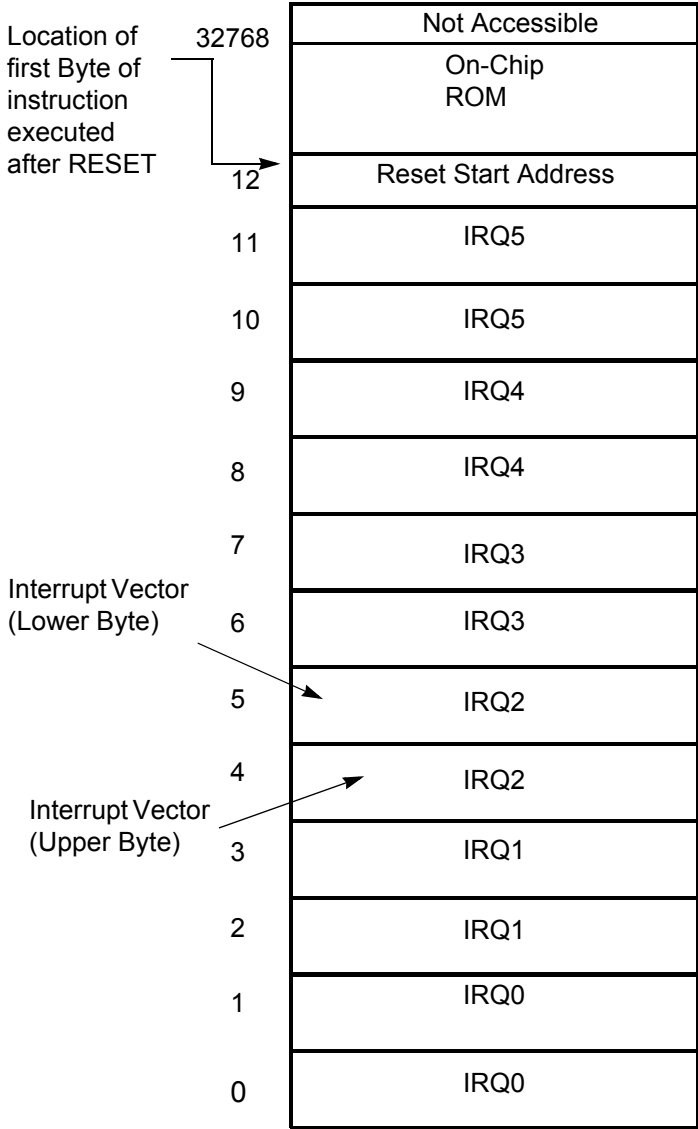 Not Accessible
Location of
first Byte of
instruction
executed
after RESET
32768
On-Chip
ROM
12
Reset Start Address
11
IRQ5
10
IRQ5
9
IRQ4
8
IRQ4
7
IRQ3
Interrupt Vector
(Lower Byte)
6
IRQ3
5
IRQ2
4
IRQ2
Interrupt Vector
(Upper Byte)
3
IRQ1
2
IRQ1
1
IRQ0
0
IRQ0